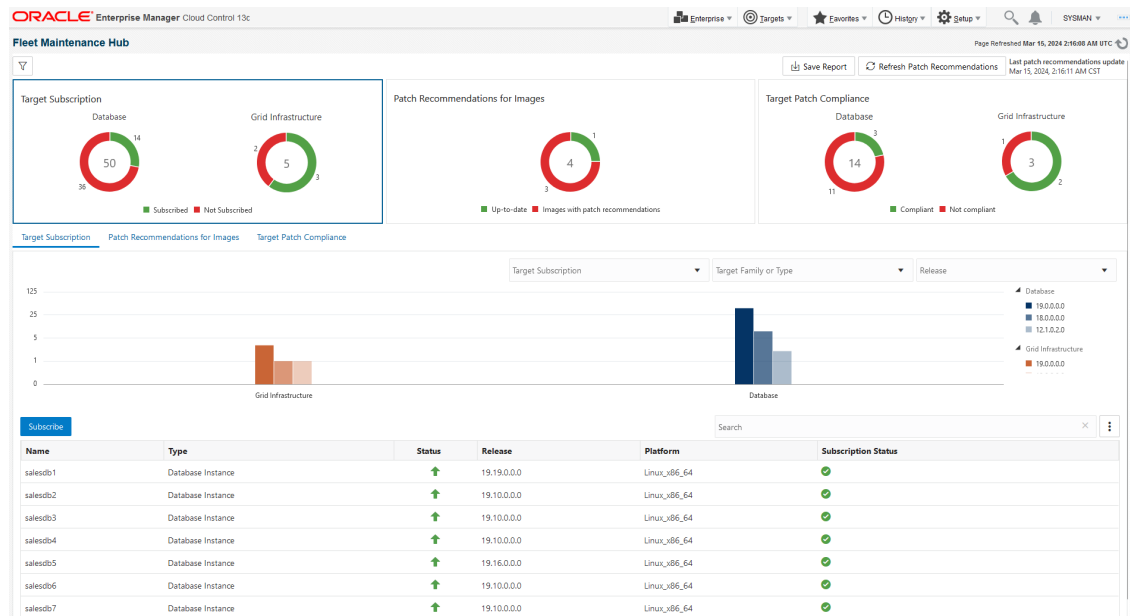 ORACLE Enterprise Manager Cloud Control 13c
Enterprise Targets Favorites History Setup SYSMAN
Fleet Maintenance Hub
Page Refreshed Mar 15, 2024 2:16:08 AM UTC
Save Report
Refresh Patch Recommendations
Last patch recommendations update
Mar 15, 2024, 2:16:11 AM CST
Target Subscription
Database
Grid Infrastructure
14
50
36
2
5
3
Subscribed Not Subscribed
Patch Recommendations for Images
1
4
3
Up-to-date Images with patch recommendations
Target Patch Compliance
Database
Grid Infrastructure
3
14
11
1
3
2
Compliant Not compliant
Target Subscription Patch Recommendations for Images Target Patch Compliance
Target Subscription Target Family or Type Release
125
25
5
1
0
Grid Infrastructure
Database
Database
19.0.0.0.0
18.0.0.0.0
12.1.0.2.0
Grid Infrastructure
19.0.0.0.0
Subscribe
Search
Name Type Status Release Platform Subscription Status
salesdb1 Database Instance 19.19.0.0.0 Linux_x86_64
salesdb2 Database Instance 19.10.0.0.0 Linux_x86_64
salesdb3 Database Instance 19.10.0.0.0 Linux_x86_64
salesdb4 Database Instance 19.10.0.0.0 Linux_x86_64
salesdb5 Database Instance 19.16.0.0.0 Linux_x86_64
salesdb6 Database Instance 19.10.0.0.0 Linux_x86_64
salesdb7 Database Instance 19.10.0.0.0 Linux_x86_64